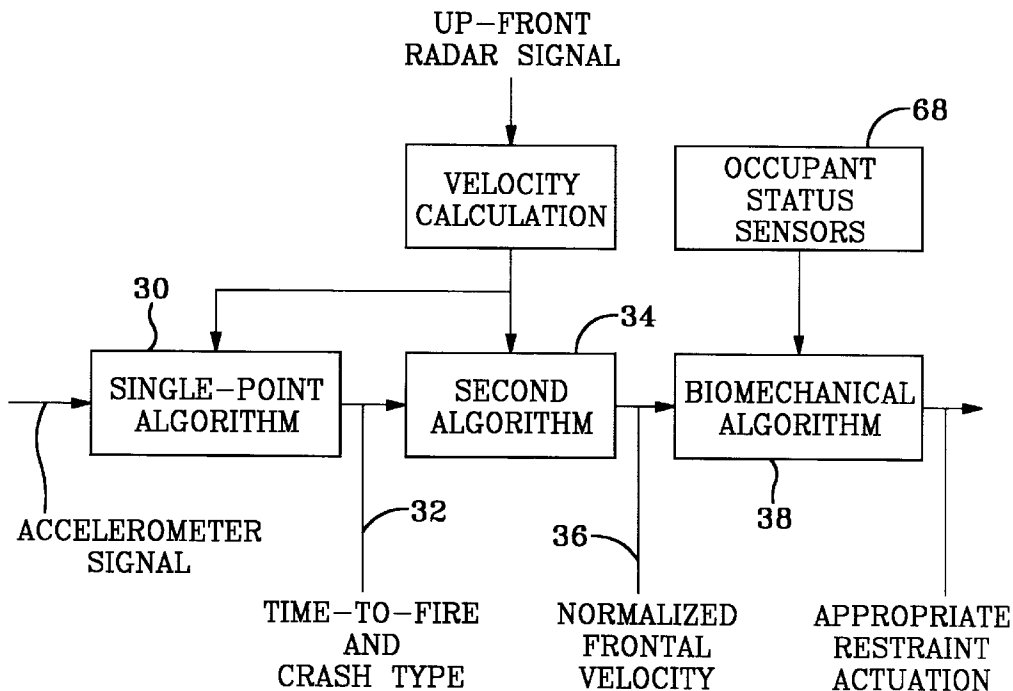 UP-FRONT
RADAR SIGNAL
68
VELOCITY
CALCULATION
OCCUPANT
STATUS
SENSORS
30
34
SINGLE-POINT
ALGORITHM
SECOND
ALGORITHM
BIOMECHANICAL
ALGORITHM
32
36
38
ACCELEROMETER
SIGNAL
TIME-TO-FIRE
AND
CRASH TYPE
NORMALIZED
FRONTAL
VELOCITY
APPROPRIATE
RESTRAINT
ACTUATION